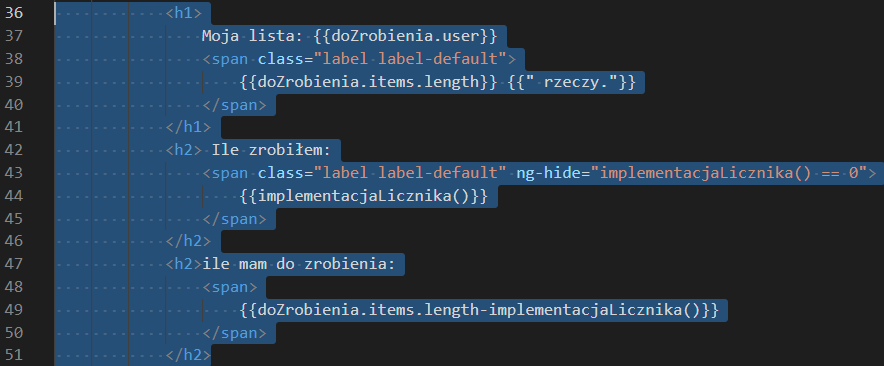 36 <h1>
37 Moja lista: {{doZrobienia.user}}
38 <span class="label label-default">
39 {{doZrobienia.items.length}} {{" rzeczy."}}
40 </span>
41 </h1>
42 <h2> Ile zrobiłem:
43 <span class="label label-default" ng-hide="implementacjaLicznika() == 0">
44 {{implementacjaLicznika()}}
45 </span>
46 </h2>
47 <h2>ile mam do zrobienia:
48 <span>
49 {{doZrobienia.items.length-implementacjaLicznika()}}
50 </span>
51 </h2>